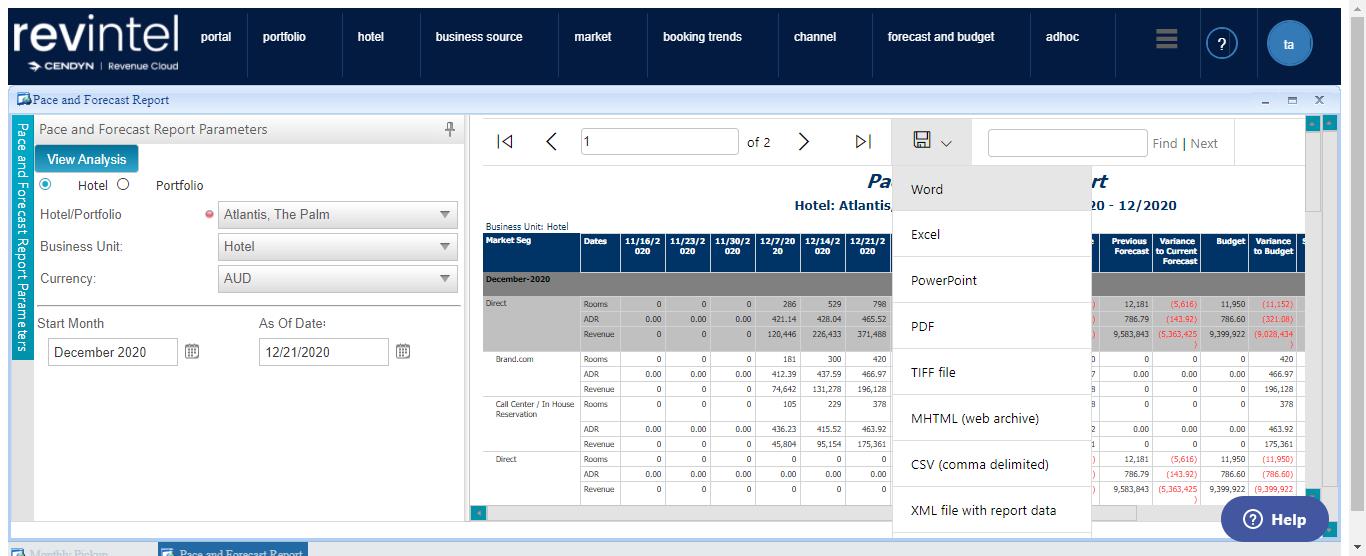 revintel
CENDYN | Revenue Cloud
portal portfolio hotel business source market booking trends channel forecast and budget adhoc ? ta
Pace and Forecast Report
Pace and Forecast Report Parameters
Pace and Forecast Report Parameters
View Analysis
Hotel Portfolio
Hotel/Portfolio Atlantis, The Palm
Business Unit: Hotel
Currency: AUD
Start Month As Of Date:
December 2020 12/21/2020
1 of 2 Find | Next
Word
Excel
PowerPoint
PDF
TIFF file
MHTML (web archive)
CSV (comma delimited)
XML file with report data
Pa rt
Hotel: Atlantis, 20 - 12/2020
Business Unit: Hotel
Market Seg Dates 11/16/2020 11/23/2020 11/30/2020 12/7/2020 12/14/2020 12/21/2020 Previous Forecast Variance to Current Forecast Budget Variance to Budget
December-2020
Direct Rooms 0 0 0 286 529 798 12,181 (5,616) 11,950 (11,152)
ADR 0.00 0.00 0.00 421.14 428.04 465.52 786.79 (143.92) 786.60 (321.08)
Revenue 0 0 0 120,446 226,433 371,488 9,583,843 (5,363,425) 9,399,922 (9,028,434)
Brand.com Rooms 0 0 0 181 300 420 0 0 0 420
ADR 0.00 0.00 0.00 412.39 437.59 466.97 0.00 0.00 0.00 466.97
Revenue 0 0 0 74,642 131,278 196,128 0 0 0 196,128
Call Center / In House Reservation Rooms 0 0 0 105 229 378 0 0 0 378
ADR 0.00 0.00 0.00 436.23 415.52 463.92 0.00 0.00 0.00 463.92
Revenue 0 0 0 45,804 95,154 175,361 0 0 0 175,361
Direct Rooms 0 0 0 0 0 0 12,181 (5,616) 11,950 (11,950)
ADR 0.00 0.00 0.00 0.00 0.00 0.00 786.79 (143.92) 786.60 (786.60)
Revenue 0 0 0 0 0 0 9,583,843 (5,363,425) 9,399,922 (9,399,922)
Help
Monthly Pickup Pace and Forecast Report